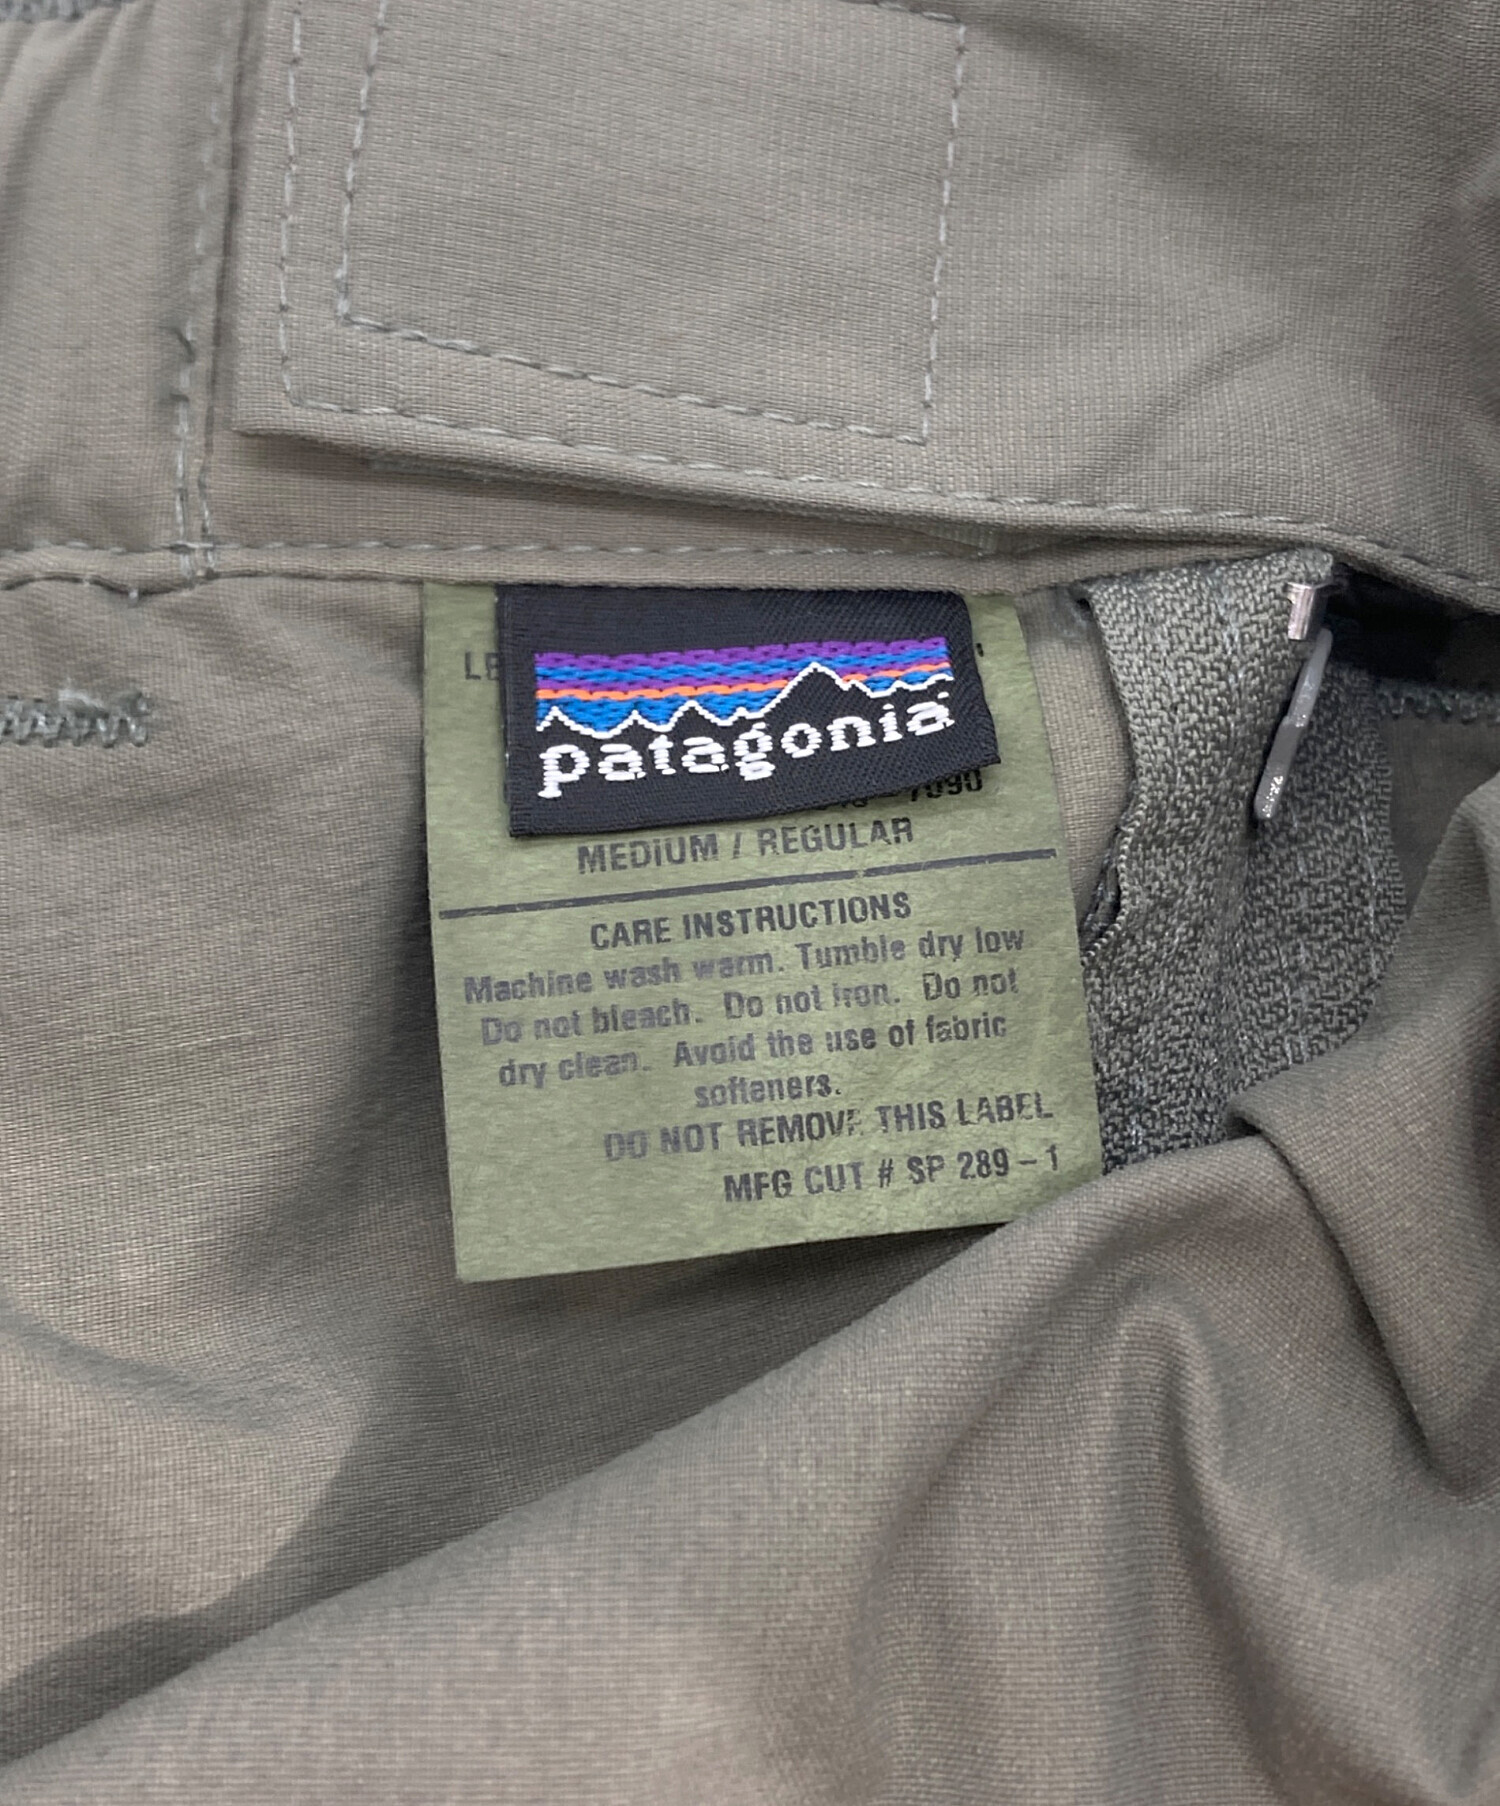 patagonia
MEDIUM / REGULAR
CARE INSTRUCTIONS
Machine wash warm. Tumble dry low
Do not bleach. Do not iron. Do not
dry clean. Avoid the use of fabric
softeners.
DO NOT REMOVE THIS LABEL
MFG CUT # SP 289-1